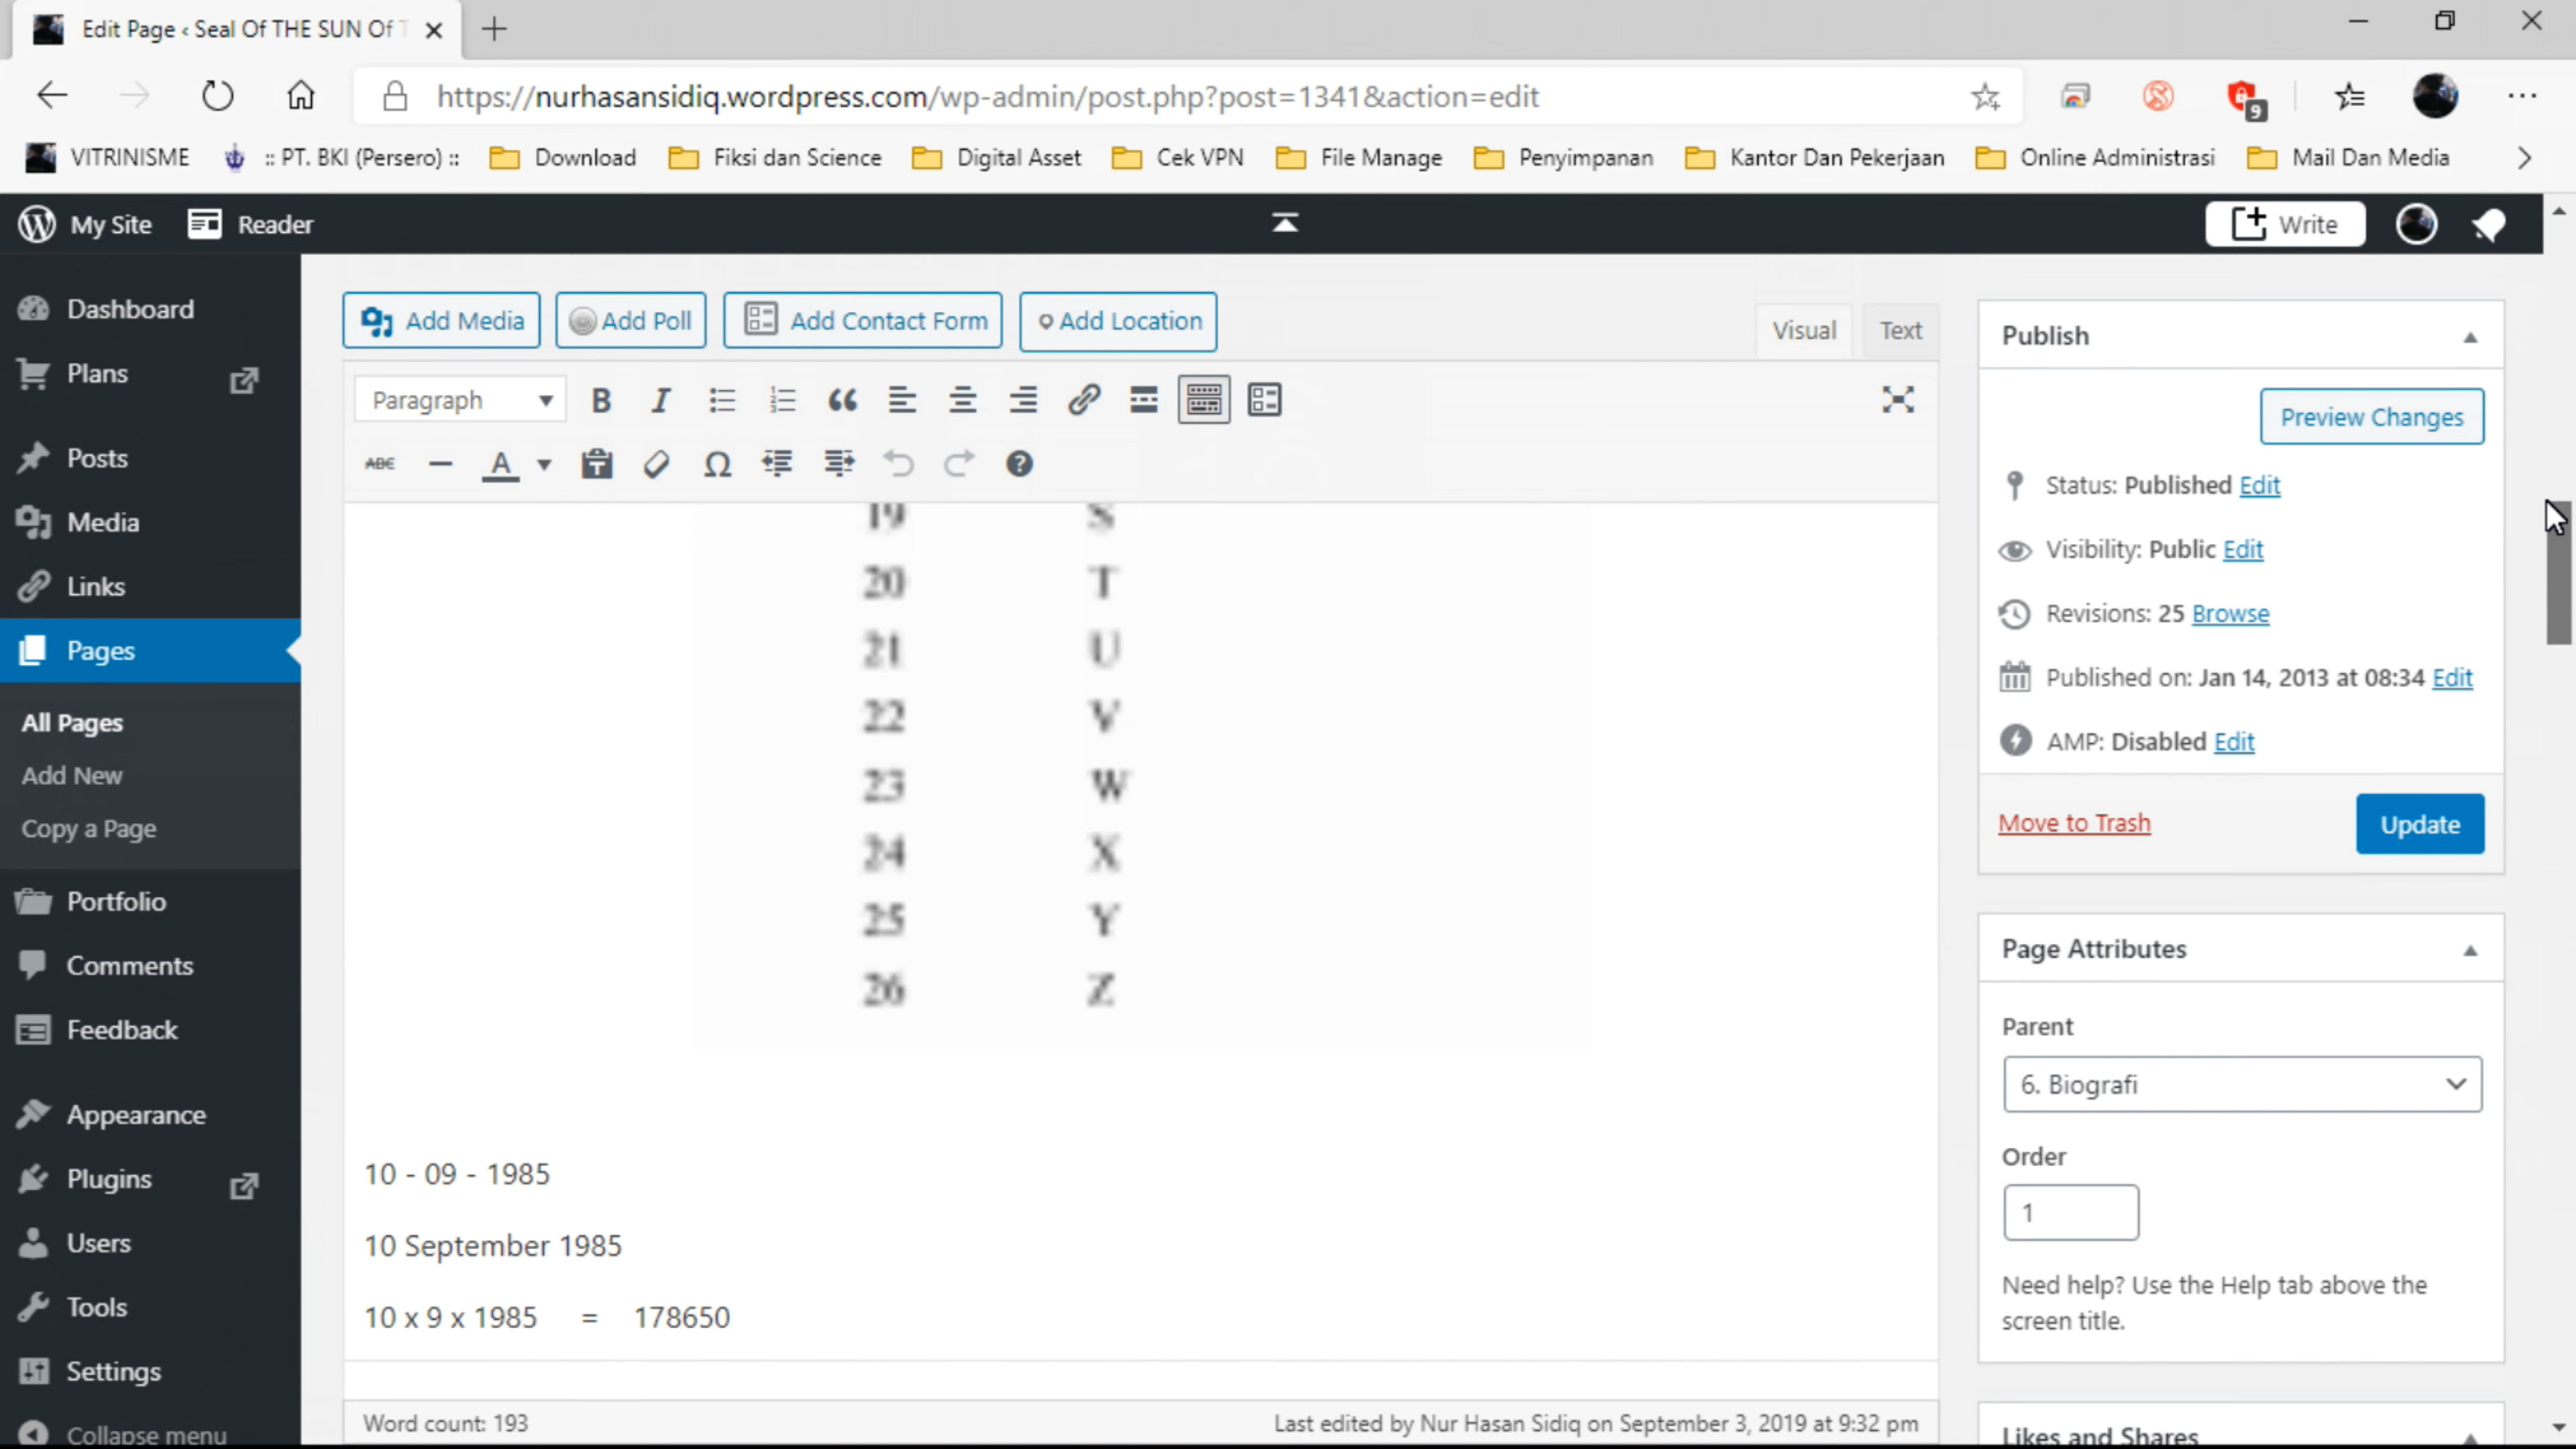 Edit Page ‹ Seal Of THE SUN Of T
https://nurhasansidiq.wordpress.com/wp-admin/post.php?post=1341&action=edit
9
VITRINISME
:: PT. BKI (Persero) ::
Download
Fiksi dan Science
Digital Asset
Cek VPN
File Manage
Penyimpanan
Kantor Dan Pekerjaan
Online Administrasi
Mail Dan Media
My Site
Reader
Write
Dashboard
Plans
Posts
Media
Links
Pages
All Pages
Add New
Copy a Page
Portfolio
Comments
Feedback
Appearance
Plugins
Users
Tools
Settings
Collapse menu
Add Media
Add Poll
Add Contact Form
Add Location
Visual
Text
Paragraph
ABC
19 S
20 T
21 U
22 V
23 W
24 X
25 Y
26 Z
10 - 09 - 1985
10 September 1985
10 x 9 x 1985 = 178650
Word count: 193
Last edited by Nur Hasan Sidiq on September 3, 2019 at 9:32 pm
Publish
Preview Changes
Status: Published Edit
Visibility: Public Edit
Revisions: 25 Browse
Published on: Jan 14, 2013 at 08:34 Edit
AMP: Disabled Edit
Move to Trash
Update
Page Attributes
Parent
6. Biografi
Order
1
Need help? Use the Help tab above the
screen title.
Likes and Shares